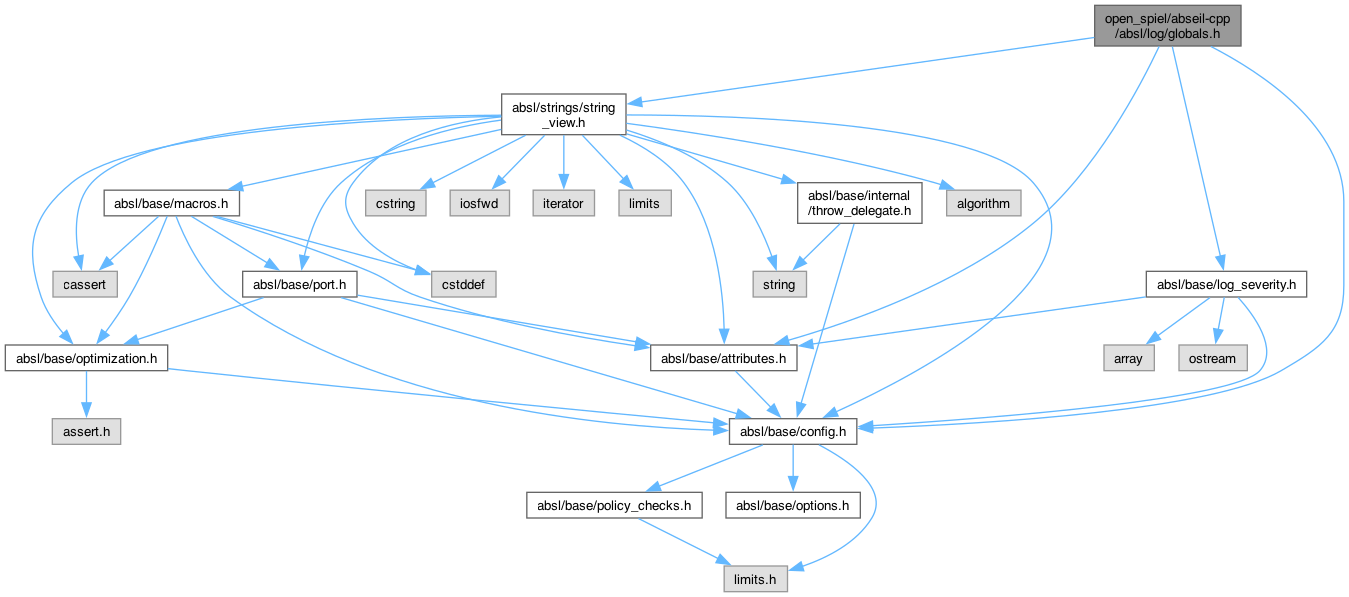 open_spiel/abseil-cpp
/absl/log/globals.h
absl/strings/string
_view.h
absl/base/macros.h
cstring
iosfwd
iterator
limits
absl/base/internal
/throw_delegate.h
algorithm
cassert
absl/base/port.h
cstddef
string
absl/base/log_severity.h
absl/base/optimization.h
absl/base/attributes.h
array
ostream
assert.h
absl/base/config.h
absl/base/policy_checks.h
absl/base/options.h
limits.h